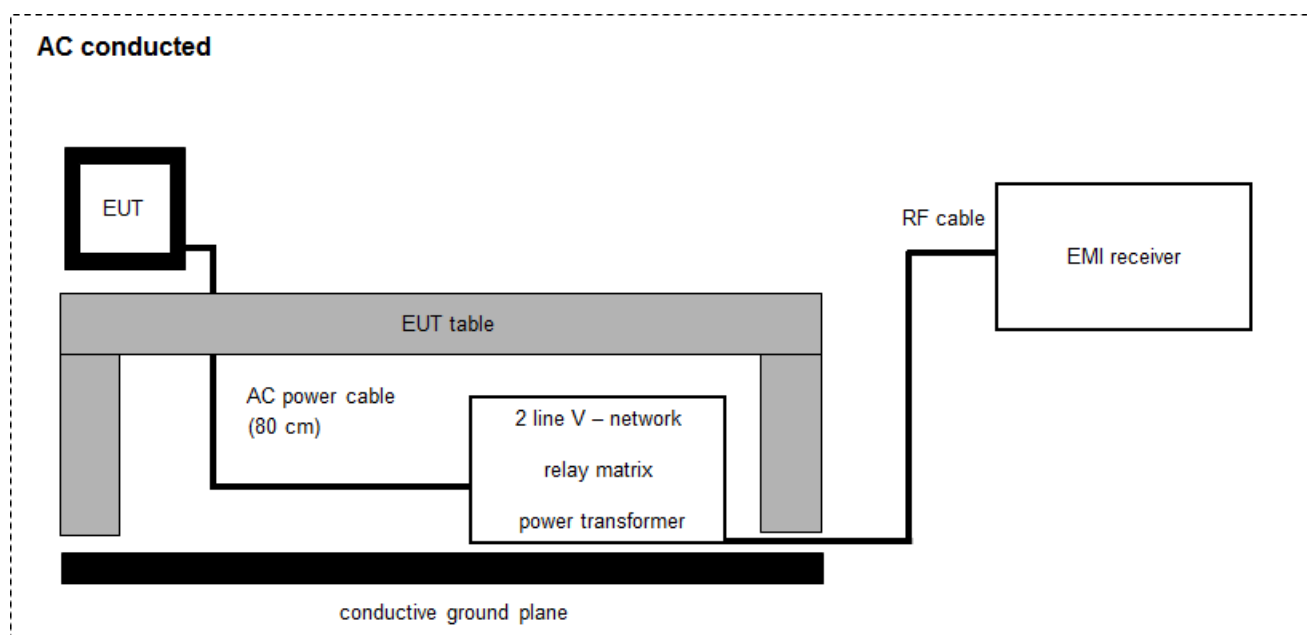 AC conducted
EUT
RF cable
EMI receiver
EUT table
AC power cable
(80 cm)
2 line V – network
relay matrix
power transformer
conductive ground plane